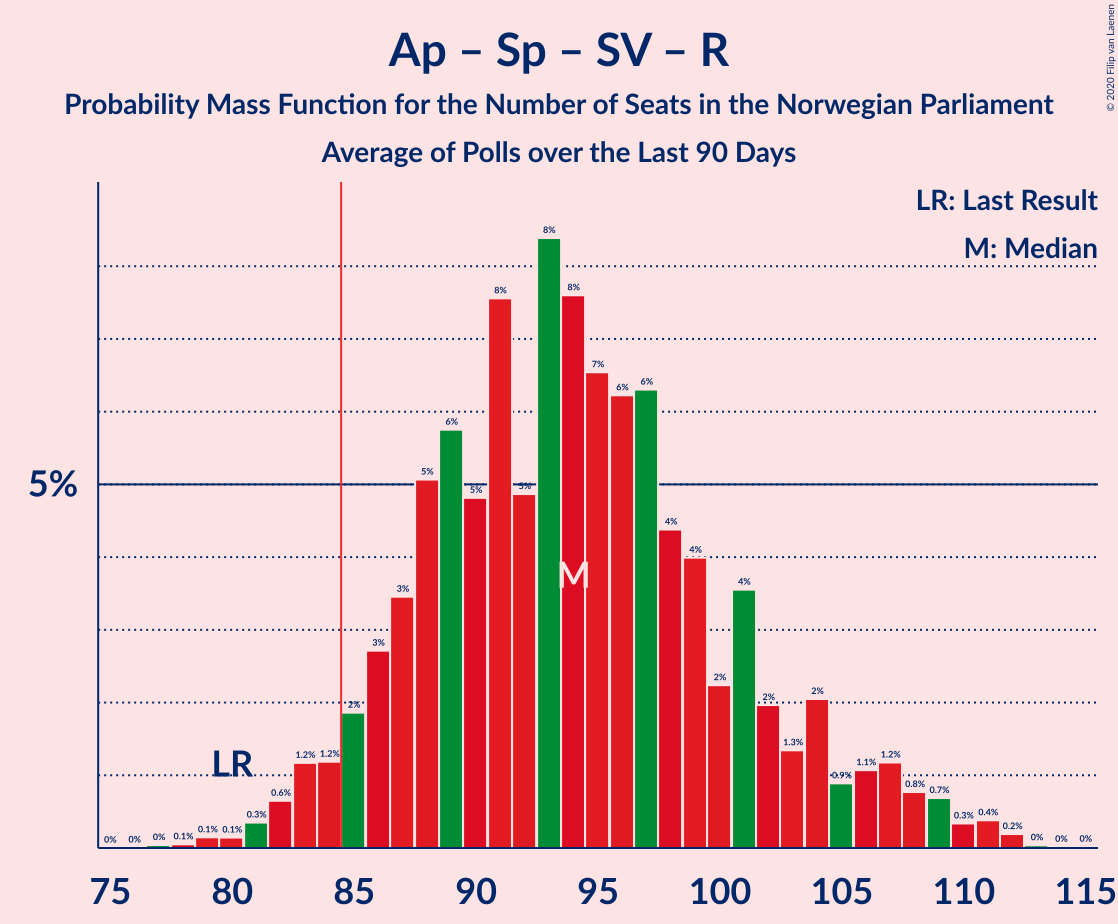 Ap – Sp – SV – R
Probability Mass Function for the Number of Seats in the Norwegian Parliament
Average of Polls over the Last 90 Days
© 2020 Filip van Laenen
LR: Last Result
M: Median
5%
LR
M
0% 0% 0% 0.1% 0.1% 0.1% 0.3% 0.6% 1.2% 1.2% 2% 3% 3% 5% 6% 5% 8% 5% 8% 8% 7% 6% 6% 4% 4% 2% 4% 2% 1.3% 2% 0.9% 1.1% 1.2% 0.8% 0.7% 0.3% 0.4% 0.2% 0% 0% 0%
75 80 85 90 95 100 105 110 115